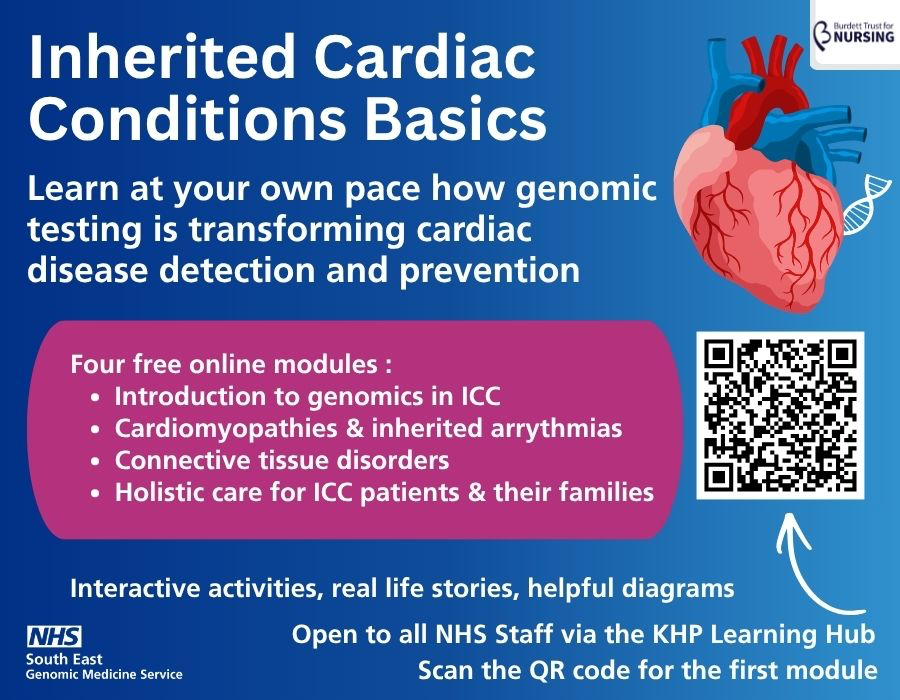 Burdett Trust for
NURSING
Inherited Cardiac
Conditions Basics
Learn at your own pace how genomic
testing is transforming cardiac
disease detection and prevention
Four free online modules :
• Introduction to genomics in ICC
• Cardiomyopathies & inherited arrythmias
• Connective tissue disorders
• Holistic care for ICC patients & their families
Interactive activities, real life stories, helpful diagrams
Open to all NHS Staff via the KHP Learning Hub
Scan the QR code for the first module
NHS
South East
Genomic Medicine Service